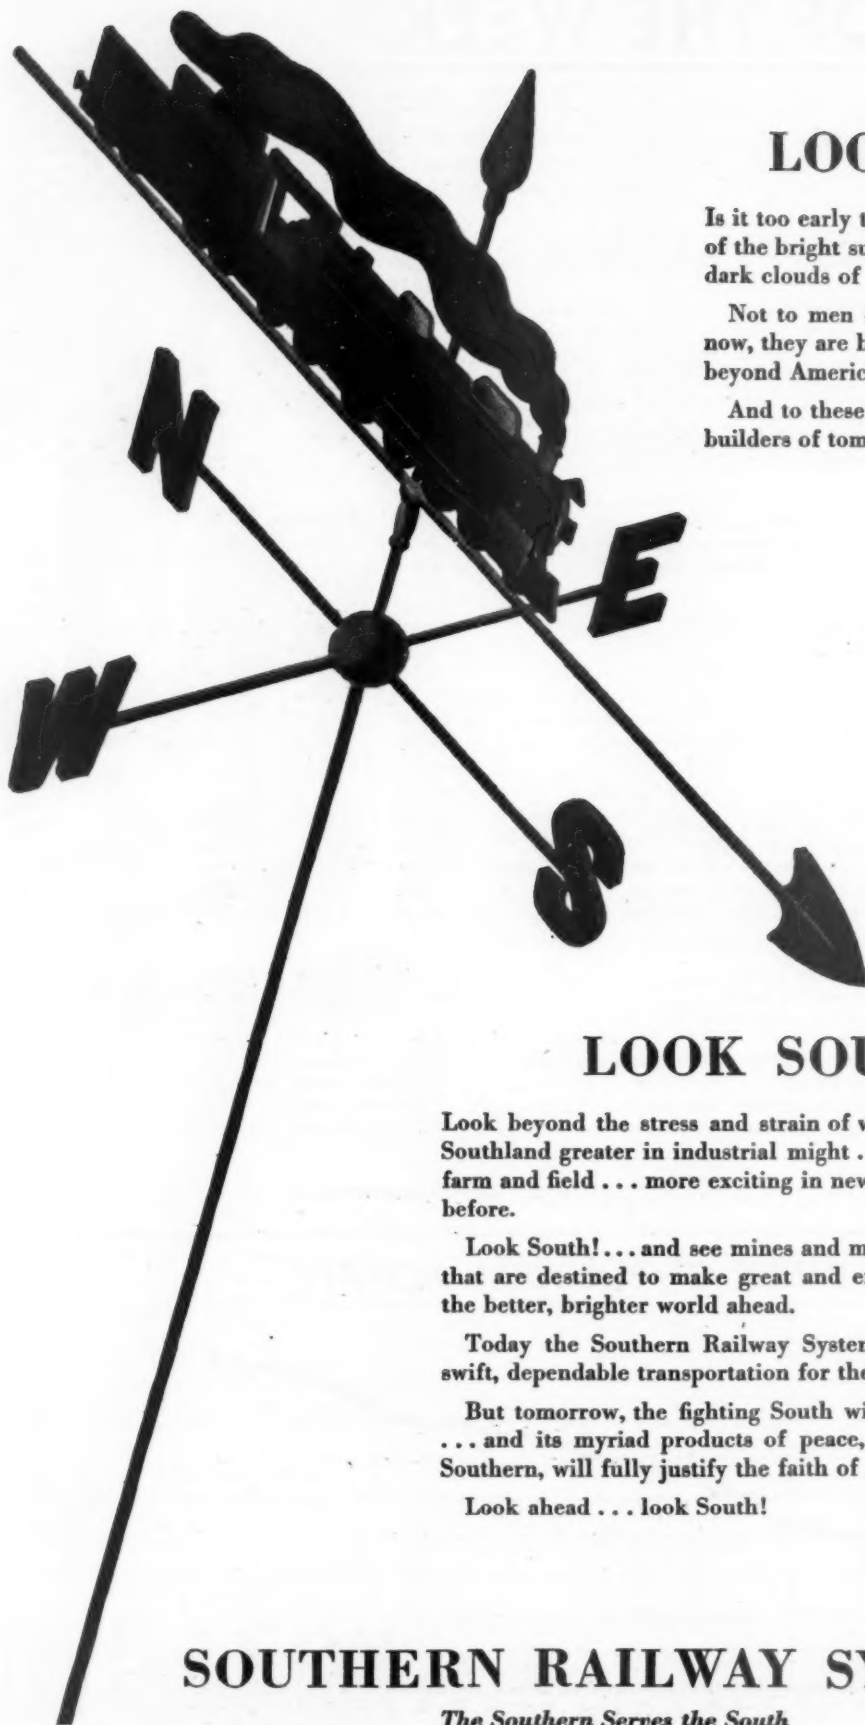 N
E
W
S
LOO
Is it too early t
of the bright su
dark clouds of
Not to men
now, they are h
beyond Americ
And to these
builders of tom
LOOK SOU
Look beyond the stress and strain of w
Southland greater in industrial might .
farm and field . . . more exciting in new
before.
Look South! . . . and see mines and m
that are destined to make great and e
the better, brighter world ahead.
Today the Southern Railway System
swift, dependable transportation for the
But tomorrow, the fighting South wi
. . . and its myriad products of peace,
Southern, will fully justify the faith of
Look ahead . . . look South!
SOUTHERN RAILWAY SY
The Southern Serves the South